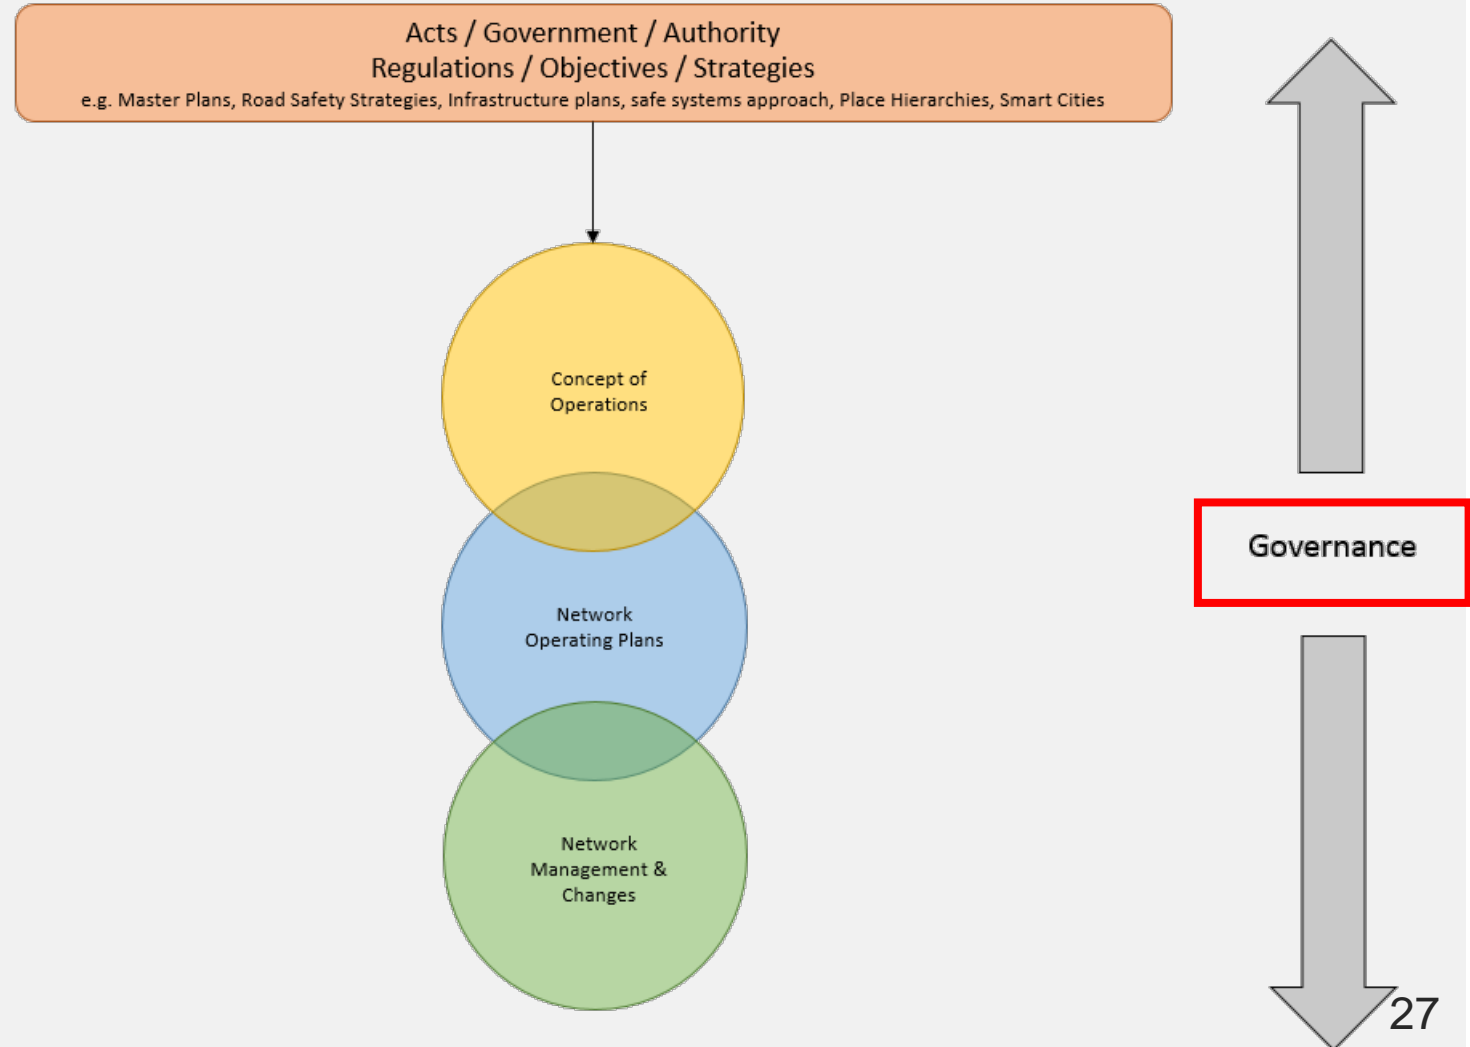 Acts / Government / Authority
Regulations / Objectives / Strategies
e.g. Master Plans, Road Safety Strategies, Infrastructure plans, safe systems approach, Place Hierarchies, Smart Cities
Concept of
Operations
Network
Operating Plans
Network
Management &
Changes
Governance
27